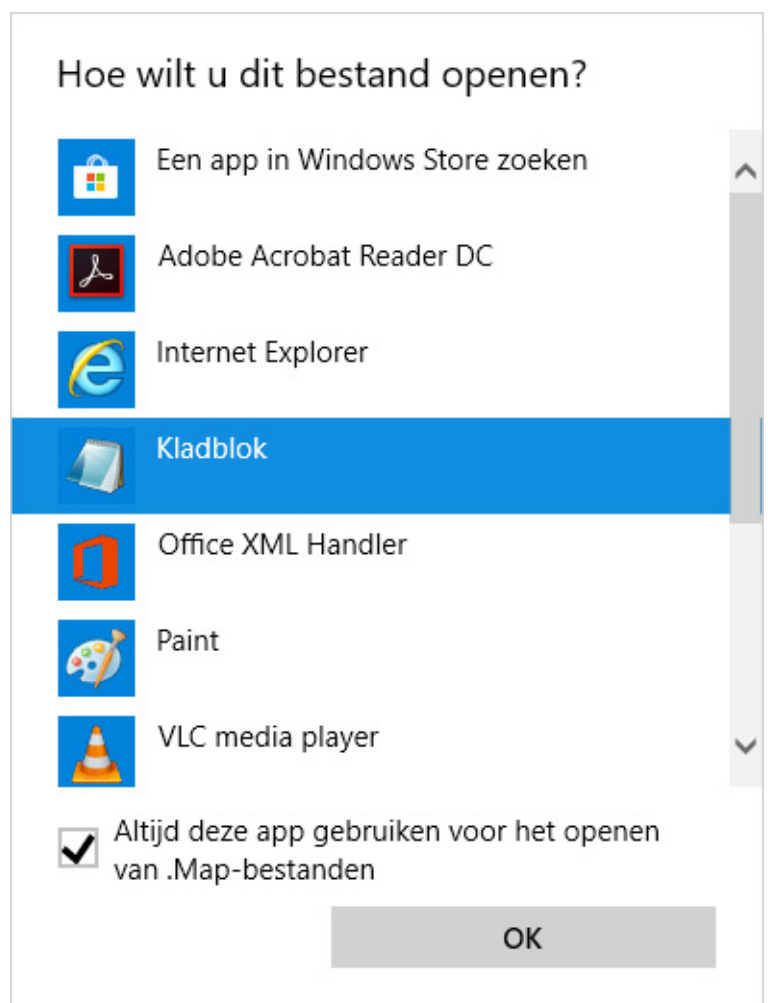 Hoe wilt u dit bestand openen?
Een app in Windows Store zoeken
Adobe Acrobat Reader DC
Internet Explorer
Kladblok
Office XML Handler
Paint
VLC media player
Altijd deze app gebruiken voor het openen
van .Map-bestanden
OK